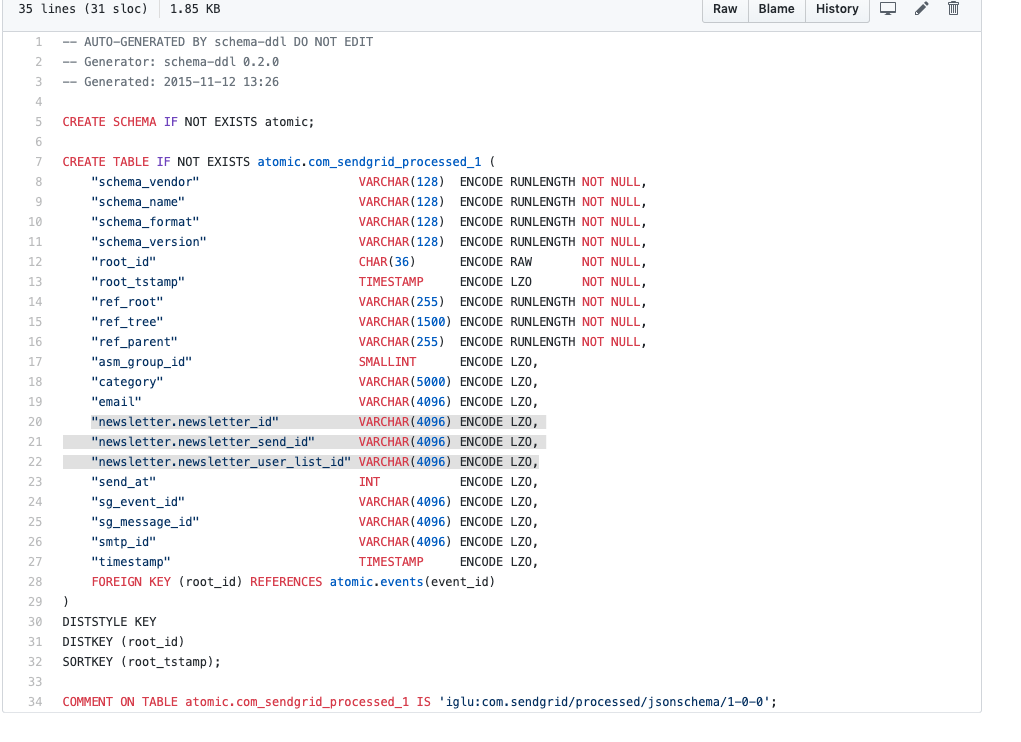 35 lines (31 sloc) 1.85 KB Raw Blame History
1 -- AUTO-GENERATED BY schema-ddl DO NOT EDIT
2 -- Generator: schema-ddl 0.2.0
3 -- Generated: 2015-11-12 13:26
4
5 CREATE SCHEMA IF NOT EXISTS atomic;
6
7 CREATE TABLE IF NOT EXISTS atomic.com_sendgrid_processed_1 (
8 "schema_vendor" VARCHAR(128) ENCODE RUNLENGTH NOT NULL,
9 "schema_name" VARCHAR(128) ENCODE RUNLENGTH NOT NULL,
10 "schema_format" VARCHAR(128) ENCODE RUNLENGTH NOT NULL,
11 "schema_version" VARCHAR(128) ENCODE RUNLENGTH NOT NULL,
12 "root_id" CHAR(36) ENCODE RAW NOT NULL,
13 "root_tstamp" TIMESTAMP ENCODE LZO NOT NULL,
14 "ref_root" VARCHAR(255) ENCODE RUNLENGTH NOT NULL,
15 "ref_tree" VARCHAR(1500) ENCODE RUNLENGTH NOT NULL,
16 "ref_parent" VARCHAR(255) ENCODE RUNLENGTH NOT NULL,
17 "asm_group_id" SMALLINT ENCODE LZO,
18 "category" VARCHAR(5000) ENCODE LZO,
19 "email" VARCHAR(4096) ENCODE LZO,
20 "newsletter.newsletter_id" VARCHAR(4096) ENCODE LZO,
21 "newsletter.newsletter_send_id" VARCHAR(4096) ENCODE LZO,
22 "newsletter.newsletter_user_list_id" VARCHAR(4096) ENCODE LZO,
23 "send_at" INT ENCODE LZO,
24 "sg_event_id" VARCHAR(4096) ENCODE LZO,
25 "sg_message_id" VARCHAR(4096) ENCODE LZO,
26 "smtp_id" VARCHAR(4096) ENCODE LZO,
27 "timestamp" TIMESTAMP ENCODE LZO,
28 FOREIGN KEY (root_id) REFERENCES atomic.events(event_id)
29 )
30 DISTSTYLE KEY
31 DISTKEY (root_id)
32 SORTKEY (root_tstamp);
33
34 COMMENT ON TABLE atomic.com_sendgrid_processed_1 IS 'iglu:com.sendgrid/processed/jsonschema/1-0-0';